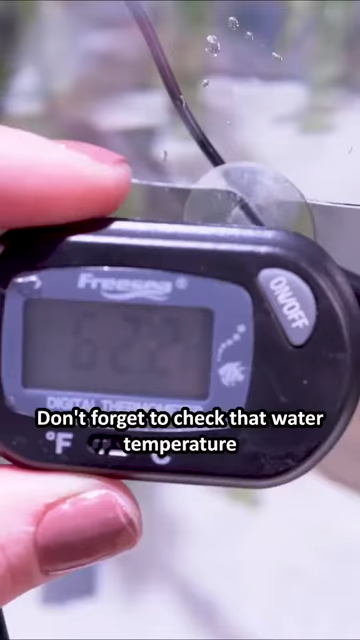 Freesea®
ON/OFF
DIGITAL THERMOMETER
Don't forget to check that water
temperature
°F
C